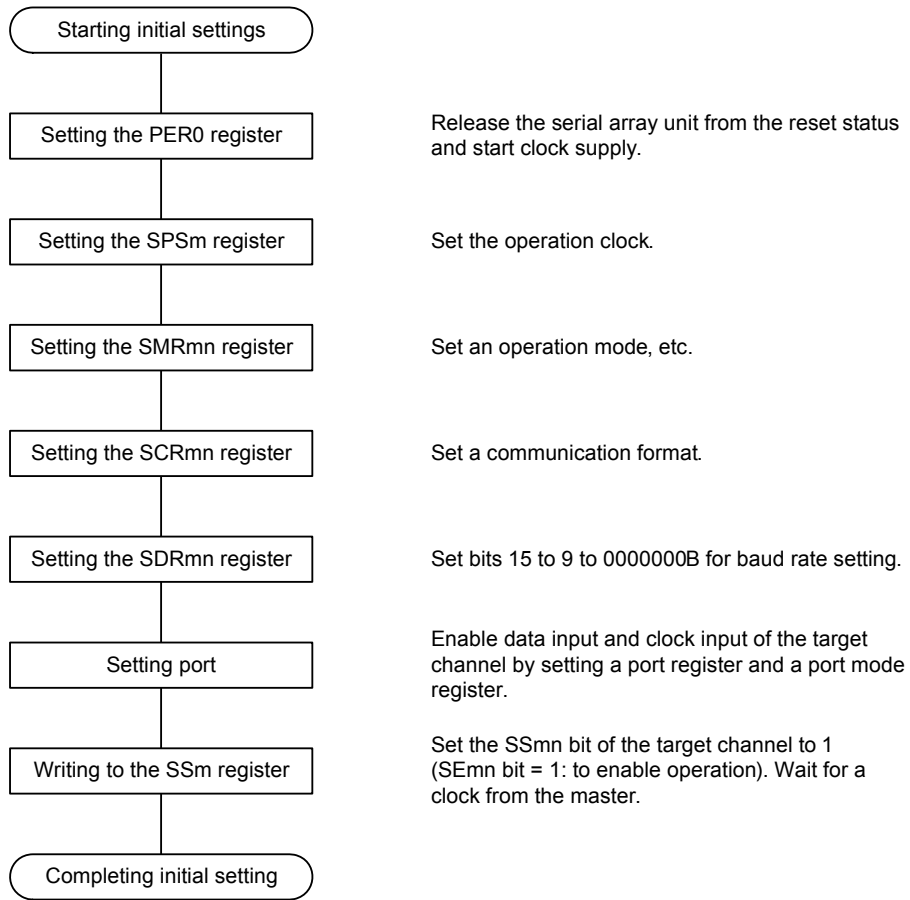 Starting initial settings
Setting the PER0 register
Release the serial array unit from the reset status
and start clock supply.
Setting the SPSm register
Set the operation clock.
Setting the SMRmn register
Set an operation mode, etc.
Setting the SCRmn register
Set a communication format.
Setting the SDRmn register
Set bits 15 to 9 to 0000000B for baud rate setting.
Setting port
Enable data input and clock input of the target
channel by setting a port register and a port mode
register.
Writing to the SSm register
Set the SSmn bit of the target channel to 1
(SEmn bit = 1: to enable operation). Wait for a
clock from the master.
Completing initial setting